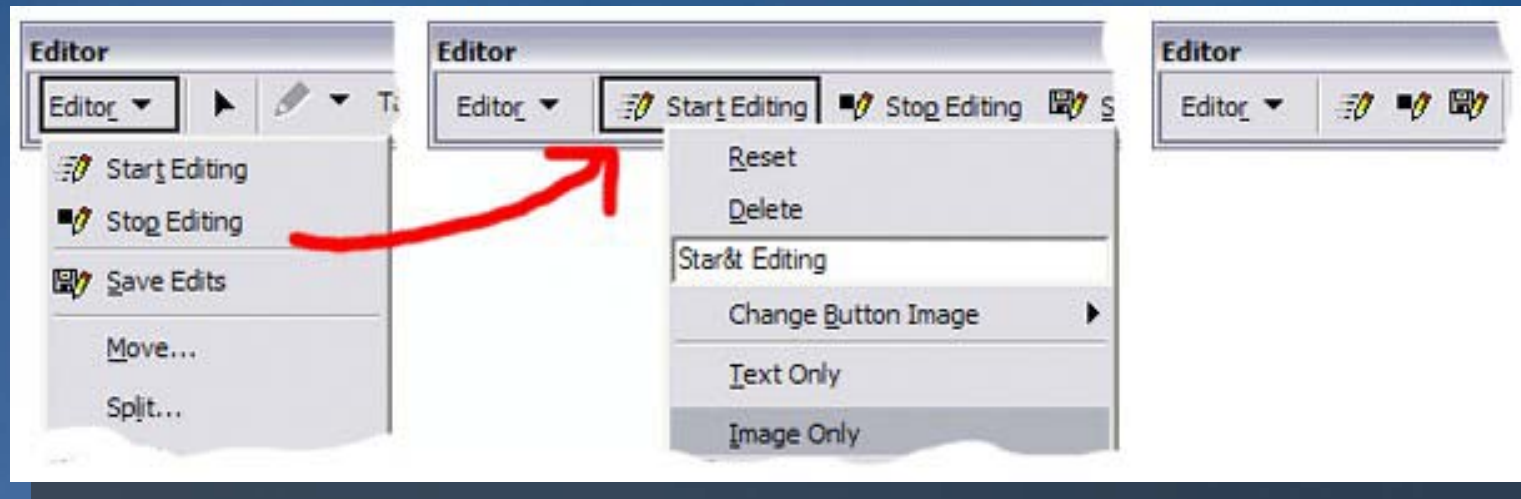 Editor
Editor
Start Editing
Stop Editing
Save Edits
Move...
Split...
Editor
Editor Start Editing Stop Editing
Reset
Delete
Star&t Editing
Change Button Image
Text Only
Image Only
Editor
Editor